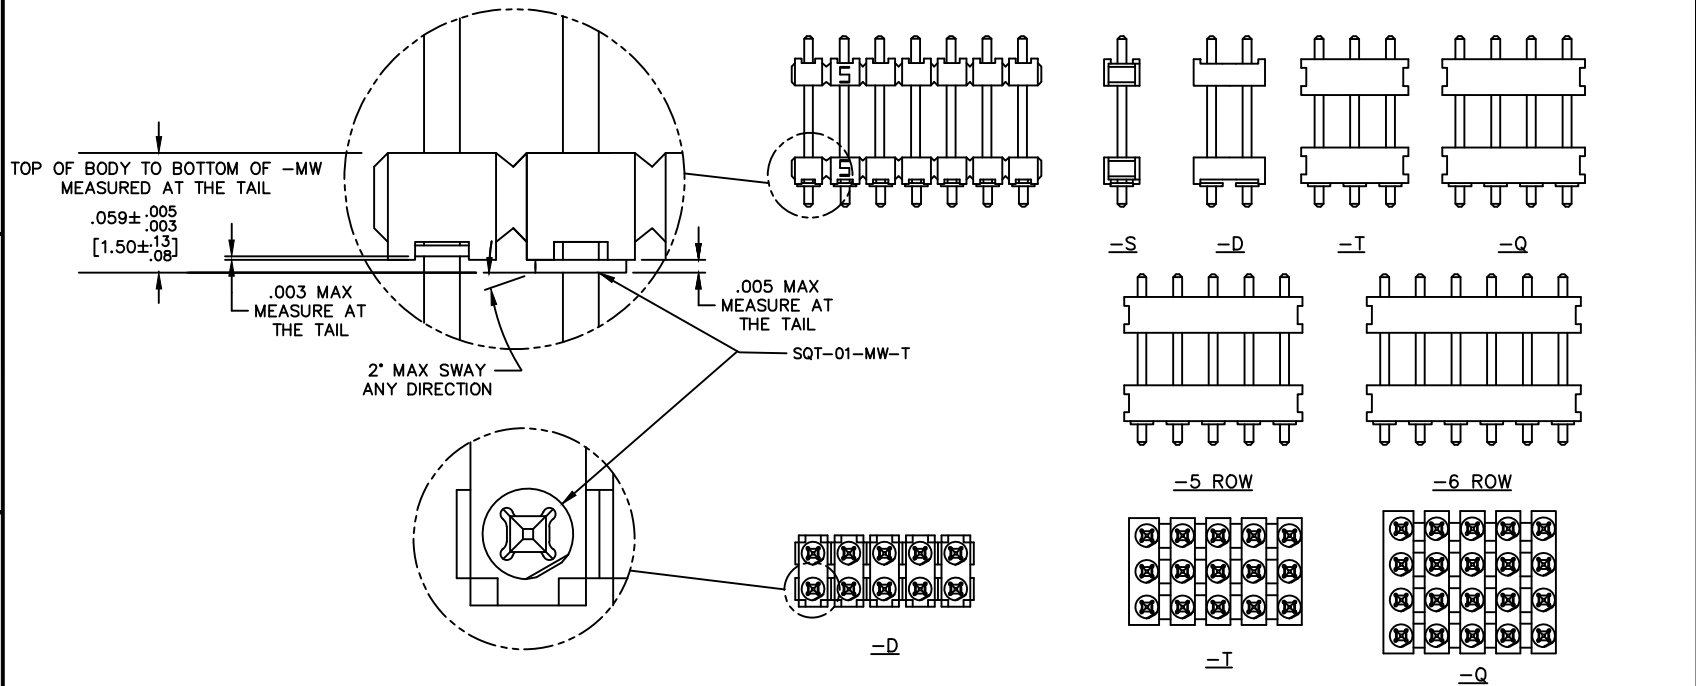 TOP OF BODY TO BOTTOM OF -MW
MEASURED AT THE TAIL
.059± .005
.003
[1.50± .13
.08]
.003 MAX
MEASURE AT
THE TAIL
2° MAX SWAY
ANY DIRECTION
.005 MAX
MEASURE AT
THE TAIL
SQT-01-MW-T
S
S
-S
-D
-T
-Q
-5 ROW
-6 ROW
-D
-T
-Q